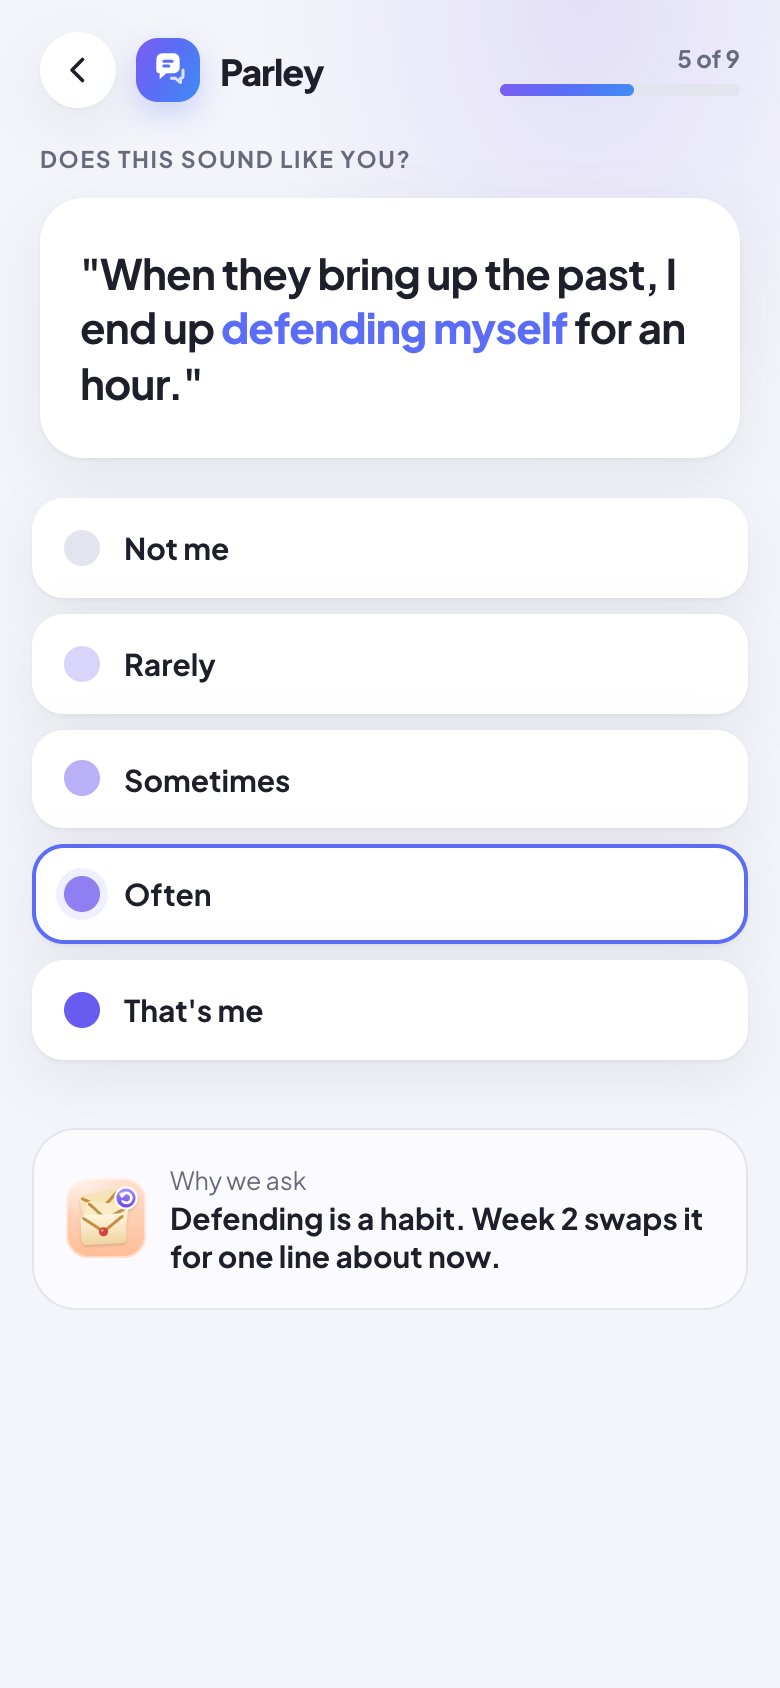 Parley
5 of 9
DOES THIS SOUND LIKE YOU?
"When they bring up the past, I
end up defending myself for an
hour."
Not me
Rarely
Sometimes
Often
That's me
Why we ask
Defending is a habit. Week 2 swaps it
for one line about now.